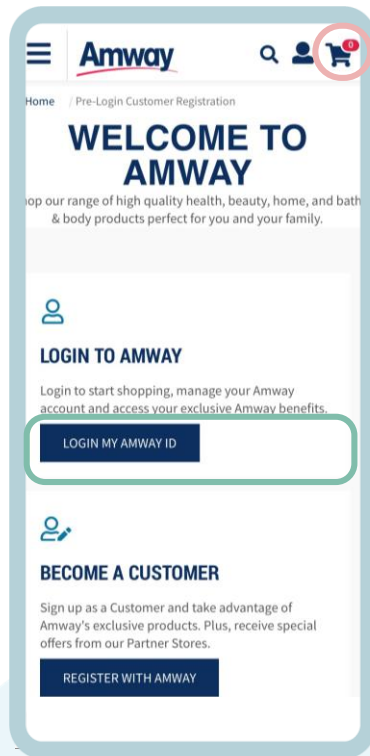 Amway
0
Home / Pre-Login Customer Registration
WELCOME TO
AMWAY
op our range of high quality health, beauty, home, and bath
& body products perfect for you and your family.
LOGIN TO AMWAY
Login to start shopping, manage your Amway
account and access your exclusive Amway benefits.
LOGIN MY AMWAY ID
BECOME A CUSTOMER
Sign up as a Customer and take advantage of
Amway's exclusive products. Plus, receive special
offers from our Partner Stores.
REGISTER WITH AMWAY